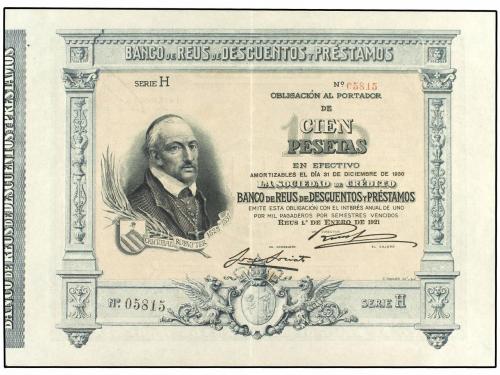 BANCO DE REUS DE DESCUENTOS Y PRÉSTAMOS
BANCO DE REUS DE DESCUENTOS Y PRÉSTAMOS
SERIE H
Nº 05815
OBLIGACIÓN AL PORTADOR
DE
100
CIEN
PESETAS
EN EFECTIVO
AMORTIZABLES EL DÍA 31 DE DICIEMBRE DE 1930
LA SOCIEDAD DE CRÉDITO
BANCO DE REUS DE DESCUENTOS Y PRÉSTAMOS
EMITE ESTA OBLIGACIÓN CON EL INTERÉS ANUAL DE UNO
POR MIL PAGADEROS POR SEMESTRES VENCIDOS
REUS 1º DE ENERO DE 1921
EL CAJERO
Nº 05815
SERIE H